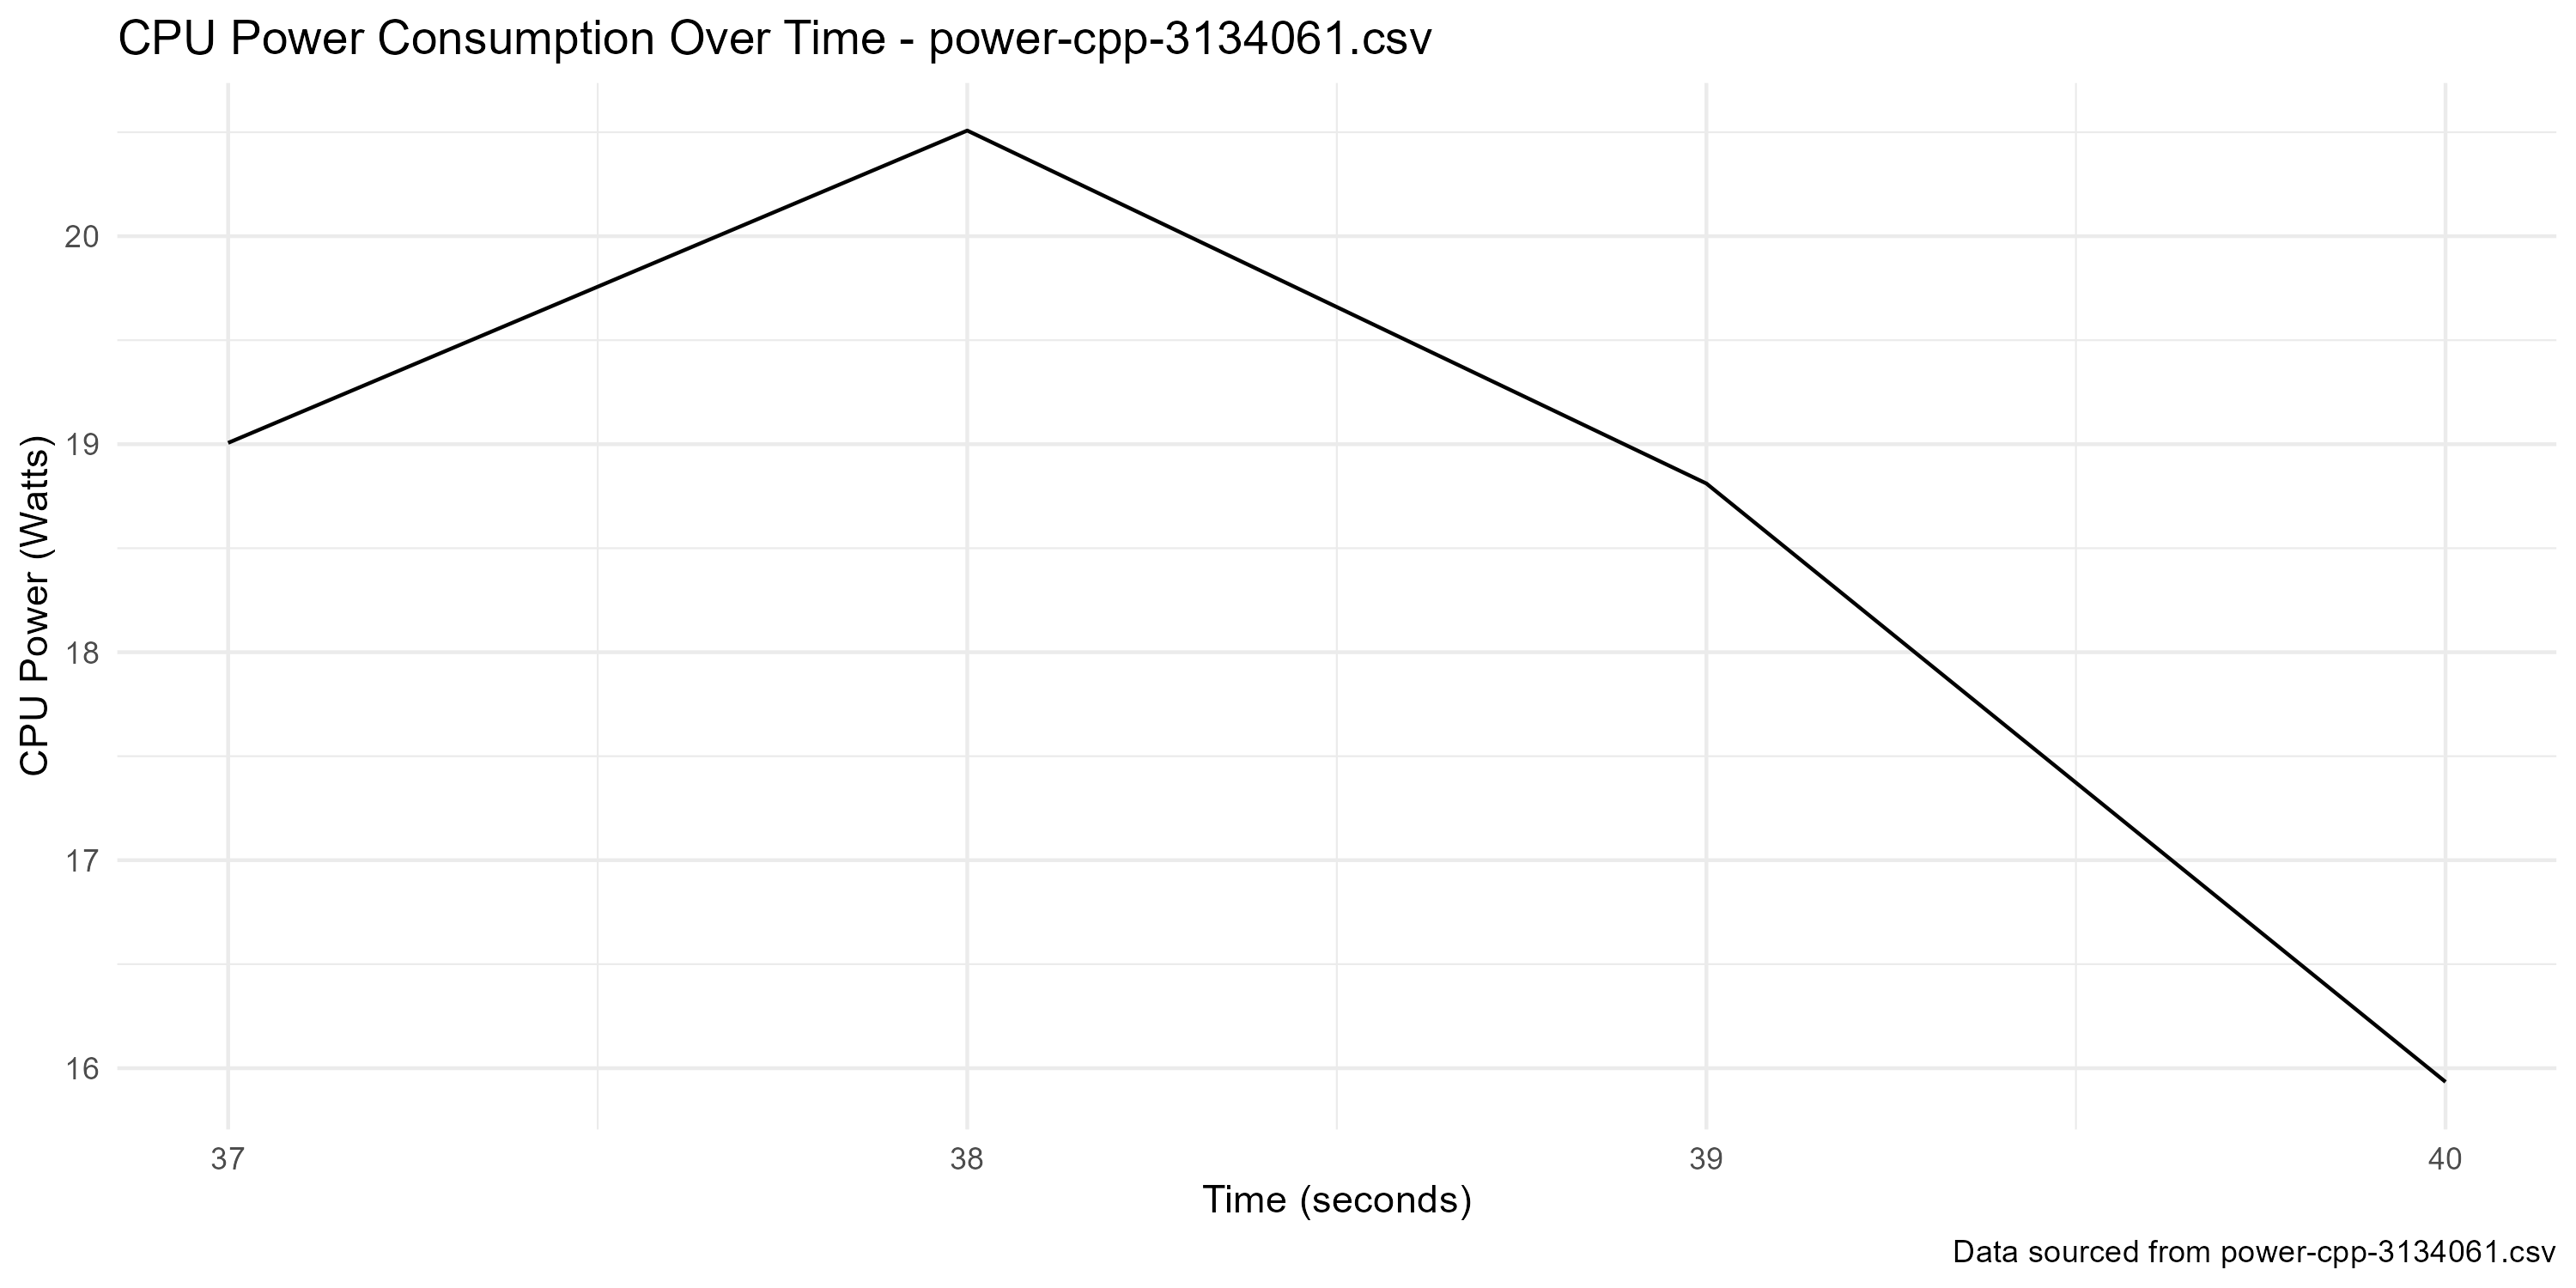 CPU Power Consumption Over Time - power-cpp-3134061.csv
CPU Power (Watts)
20
19
18
17
16
37
38
39
40
Time (seconds)
Data sourced from power-cpp-3134061.csv